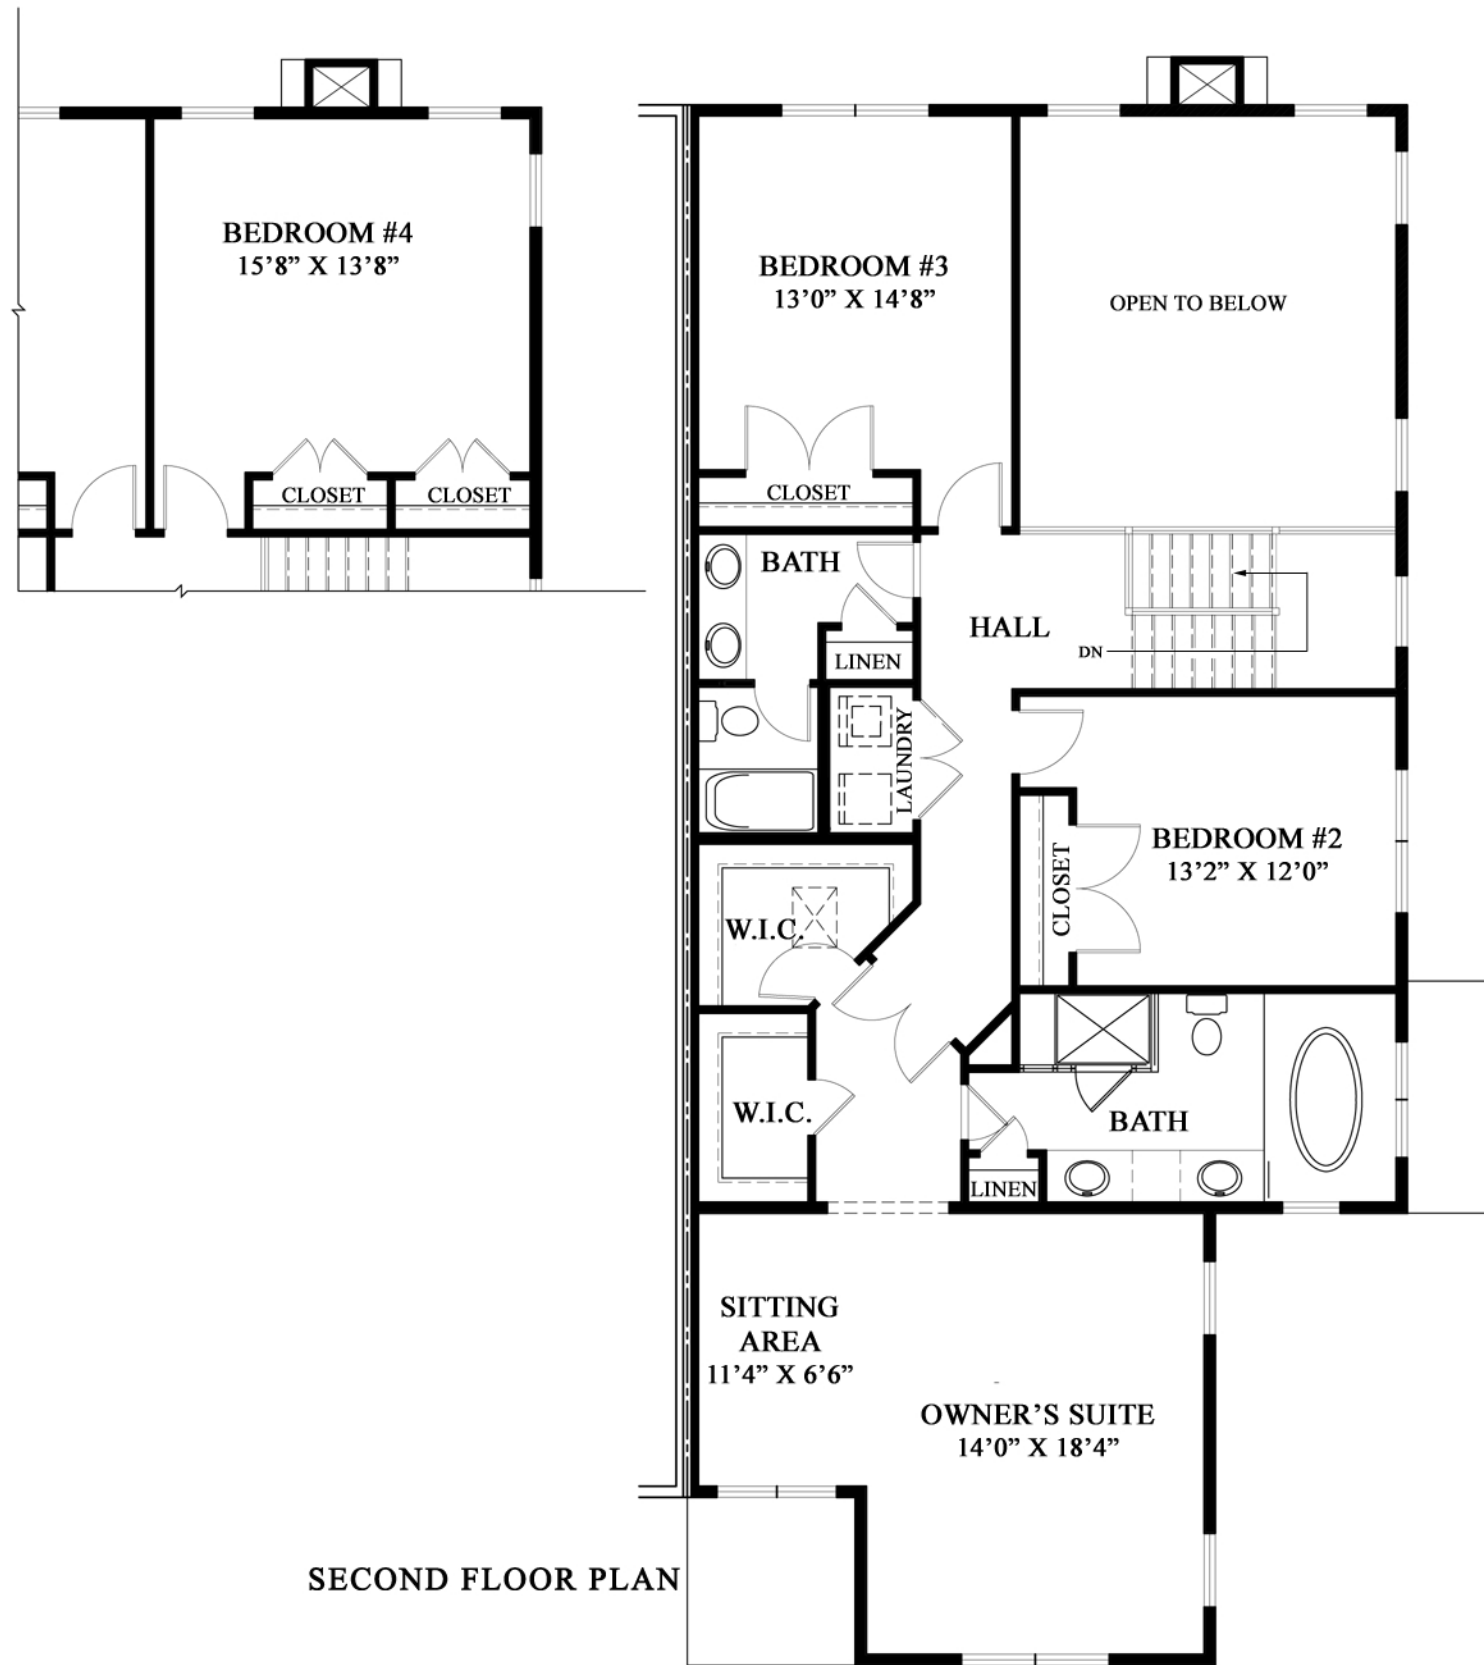 BEDROOM #4
15'8” X 13'8”
CLOSET
CLOSET
BEDROOM #3
13'0” X 14'8”
OPEN TO BELOW
CLOSET
BATH
LINEN
HALL
DN
LAUNDRY
BEDROOM #2
13'2” X 12'0”
CLOSET
W.I.C.
W.I.C.
BATH
LINEN
SITTING
AREA
11'4” X 6'6”
OWNER'S SUITE
14'0” X 18'4”
SECOND FLOOR PLAN